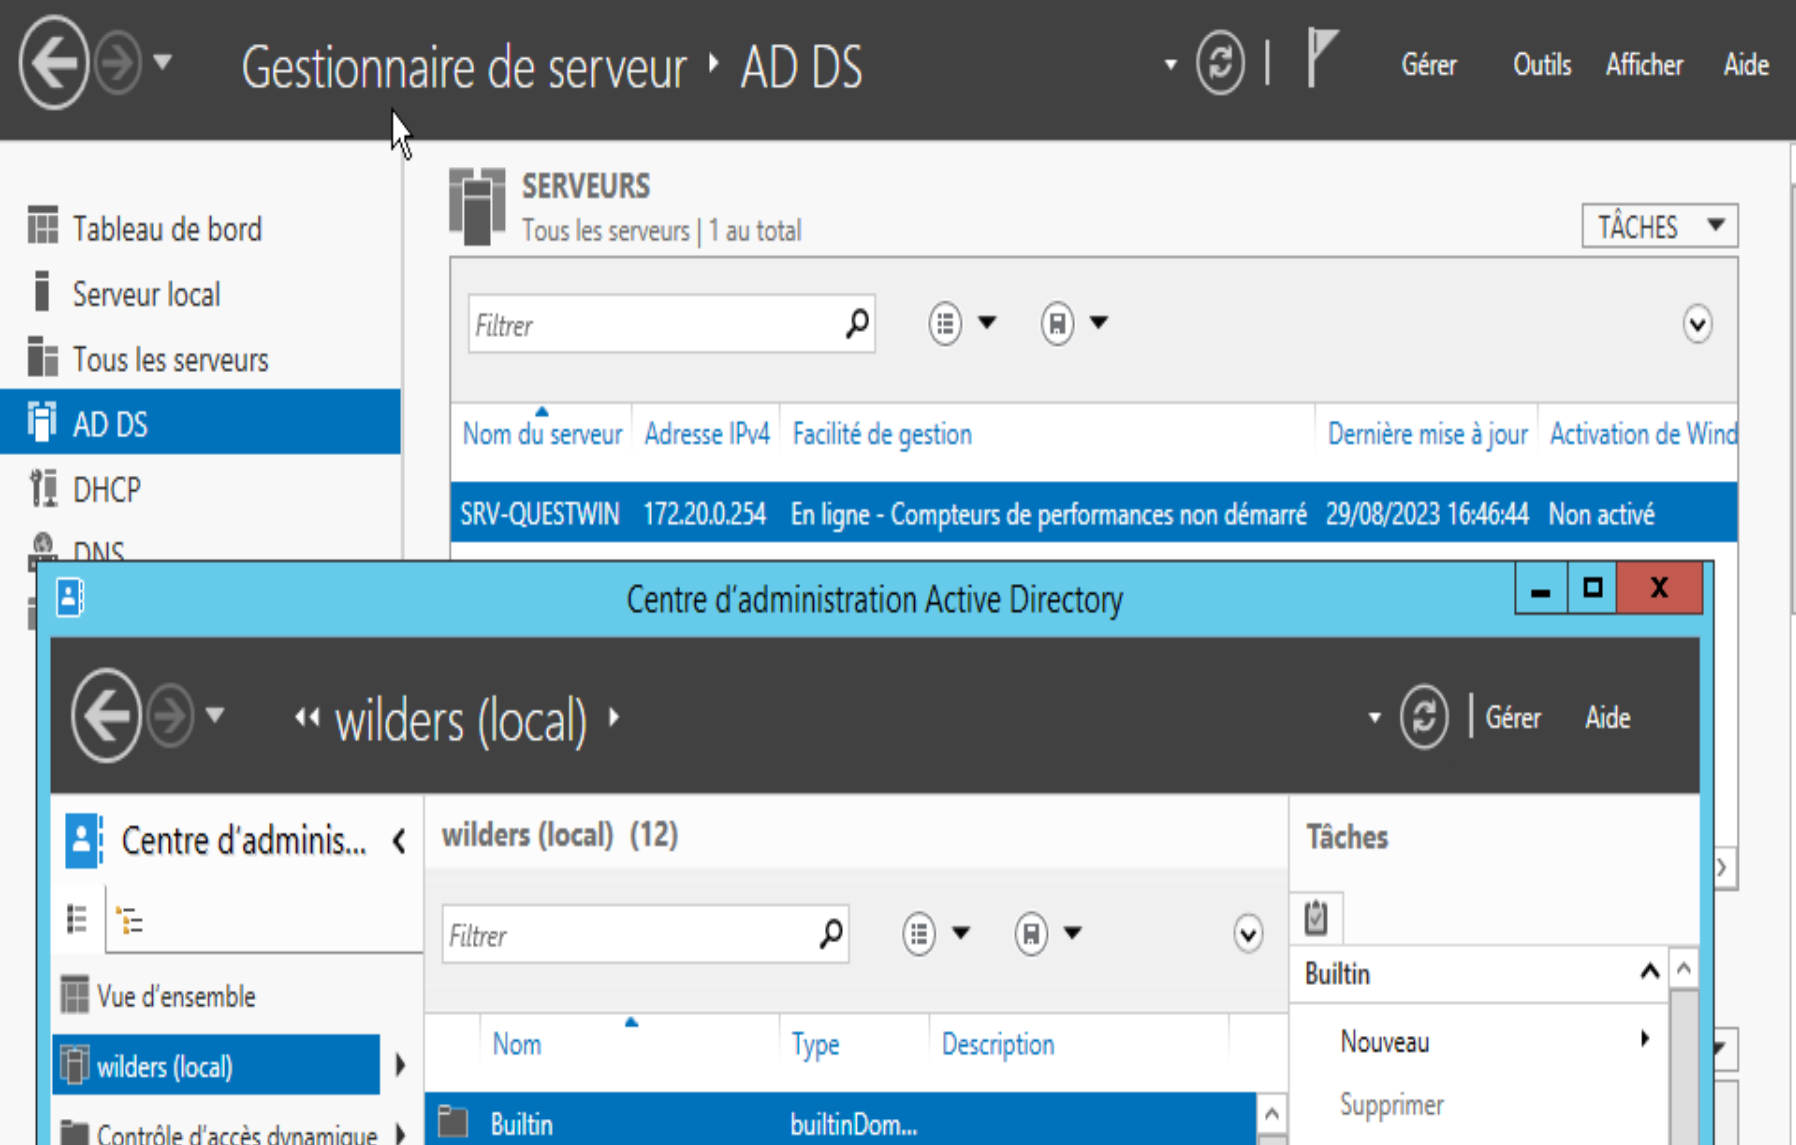 Gestionnaire de serveur ‣ AD DS
Gérer Outils Afficher Aide
Tableau de bord
Serveur local
Tous les serveurs
AD DS
DHCP
DNS
SERVEURS
Tous les serveurs | 1 au total
TÂCHES
Filtrer
Nom du serveur Adresse IPv4 Facilité de gestion Dernière mise à jour Activation de Wind
SRV-QUESTWIN 172.20.0.254 En ligne - Compteurs de performances non démarré 29/08/2023 16:46:44 Non activé
Centre d'administration Active Directory
wilders (local)
Gérer Aide
Centre d'adminis...
Vue d'ensemble
wilders (local)
Contrôle d'accès dynamique
wilders (local) (12)
Filtrer
Nom Type Description
Builtin builtinDom...
Tâches
Builtin
Nouveau
Supprimer